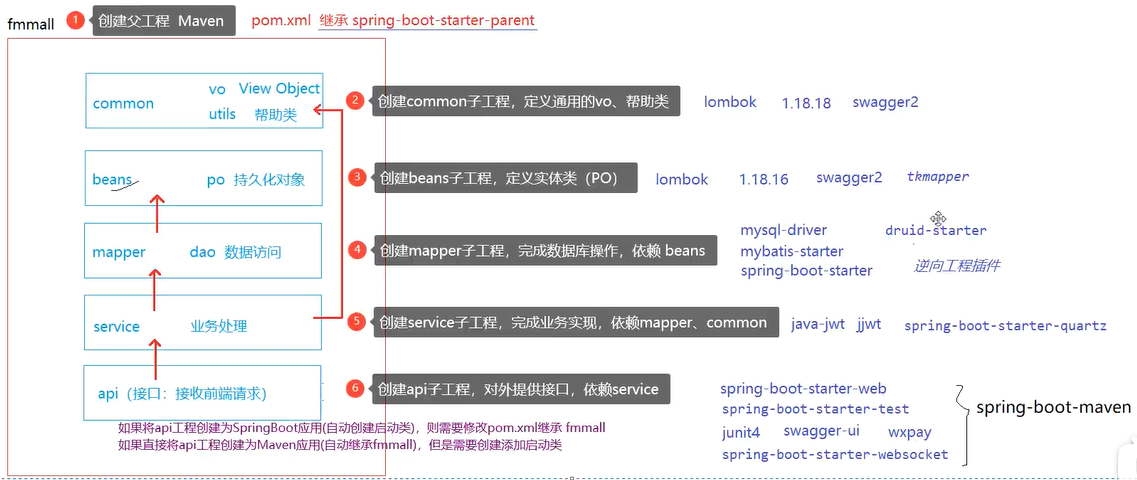 fmmall 1 创建父工程 Maven pom.xml 继承 spring-boot-starter-parent
common vo View Object
utils 帮助类
2 创建common子工程，定义通用的vo、帮助类 lombok 1.18.18 swagger2
beans po 持久化对象
3 创建beans子工程，定义实体类（PO） lombok 1.18.16 swagger2 tkmapper
mapper dao 数据访问
4 创建mapper子工程，完成数据库操作，依赖 beans
mysql-driver druid-starter
mybatis-starter
spring-boot-starter 逆向工程插件
service 业务处理
5 创建service子工程，完成业务实现，依赖mapper、common java-jwt jjwt spring-boot-starter-quartz
api（接口：接收前端请求）
6 创建api子工程，对外提供接口，依赖service
spring-boot-starter-web
spring-boot-starter-test
junit4 swagger-ui wxpay
spring-boot-starter-websocket
spring-boot-maven
如果将api工程创建为SpringBoot应用(自动创建启动类)，则需要修改pom.xml继承 fmmall
如果直接将api工程创建为Maven应用(自动继承fmmall)，但是需要创建添加启动类